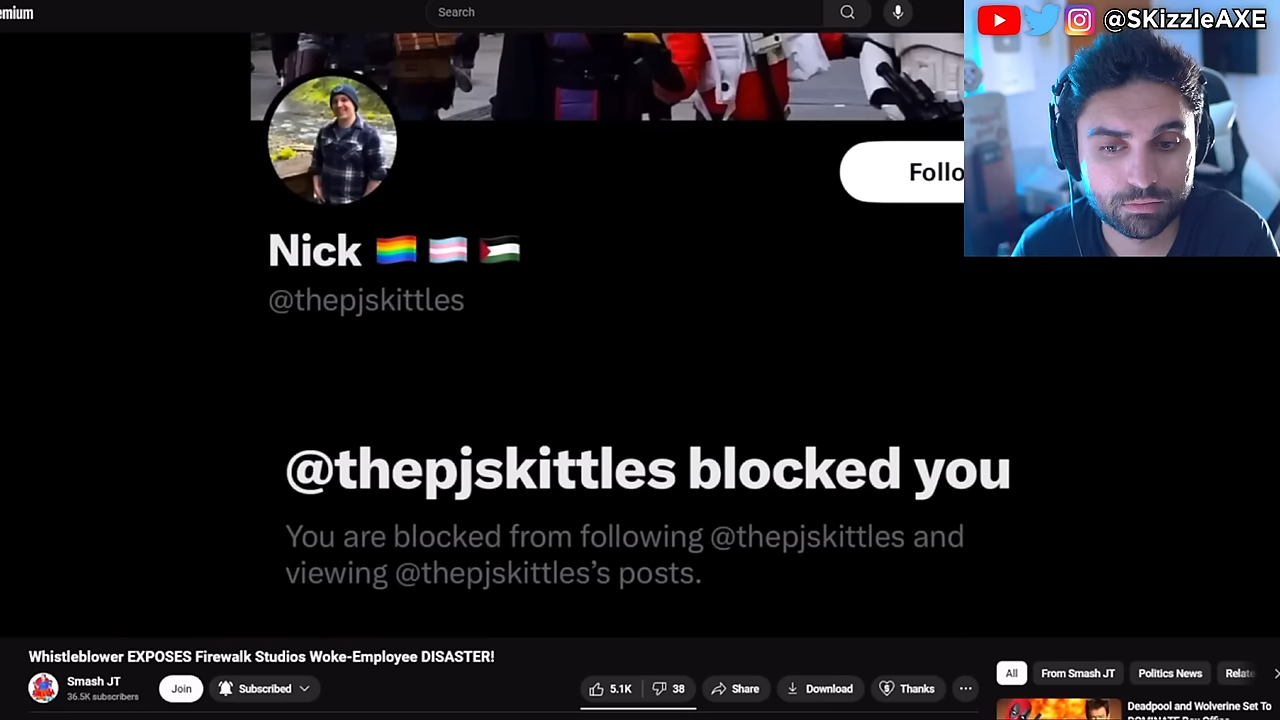 emium
Search
@SKizzleAXE
Follo
Nick
@thepjskittles
@thepjskittles blocked you
You are blocked from following @thepjskittles and
viewing @thepjskittles’s posts.
Whistleblower EXPOSES Firewalk Studios Woke-Employee DISASTER!
Smash JT
36.5K subscribers
Join
Subscribed
5.1K
38
Share
Download
Thanks
All
From Smash JT
Politics News
Relate
Deadpool and Wolverine Set To
DOMINATE Box Office